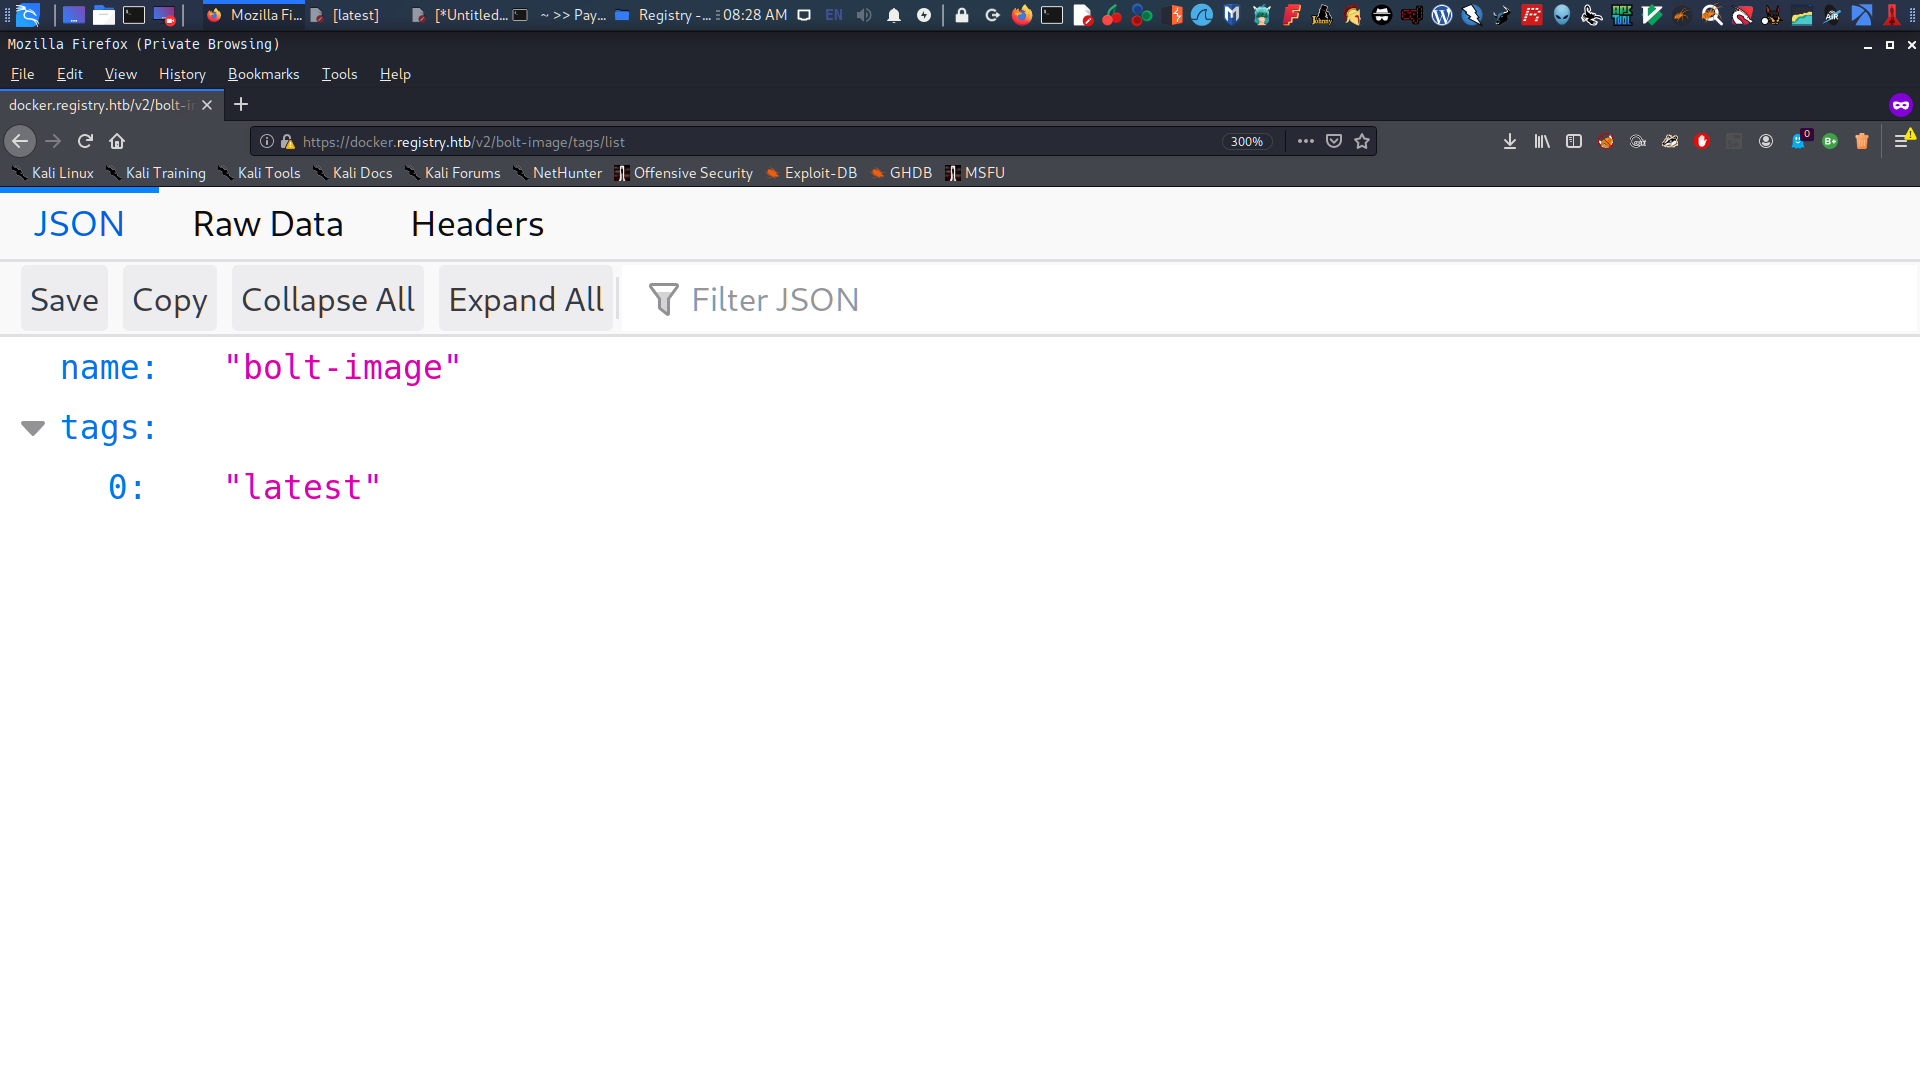 Mozilla Fi... [latest] [*Untitled... ~ >> Pay... Registry -... 08:28 AM EN
Mozilla Firefox (Private Browsing)
File Edit View History Bookmarks Tools Help
docker.registry.htb/v2/bolt-i
https://docker.registry.htb/v2/bolt-image/tags/list 300% 0
Kali Linux Kali Training Kali Tools Kali Docs Kali Forums NetHunter Offensive Security Exploit-DB GHDB MSFU
JSON Raw Data Headers
Save Copy Collapse All Expand All Filter JSON
name: "bolt-image"
tags:
0: "latest"